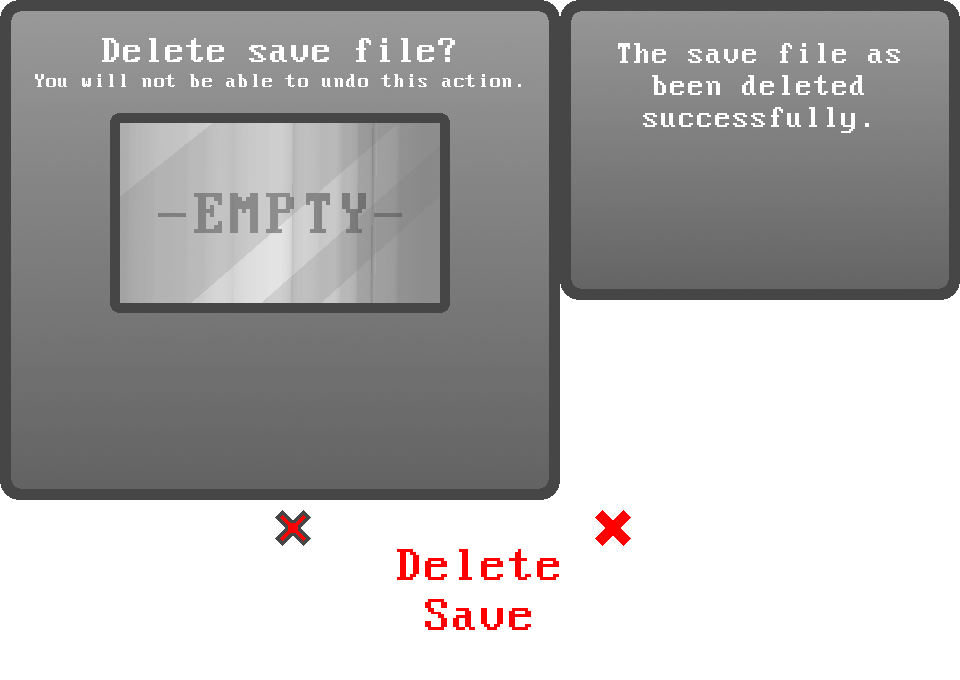 Delete save file?
You will not be able to undo this action.
-EMPTY-
The save file as
been deleted
successfully.
Delete
Save